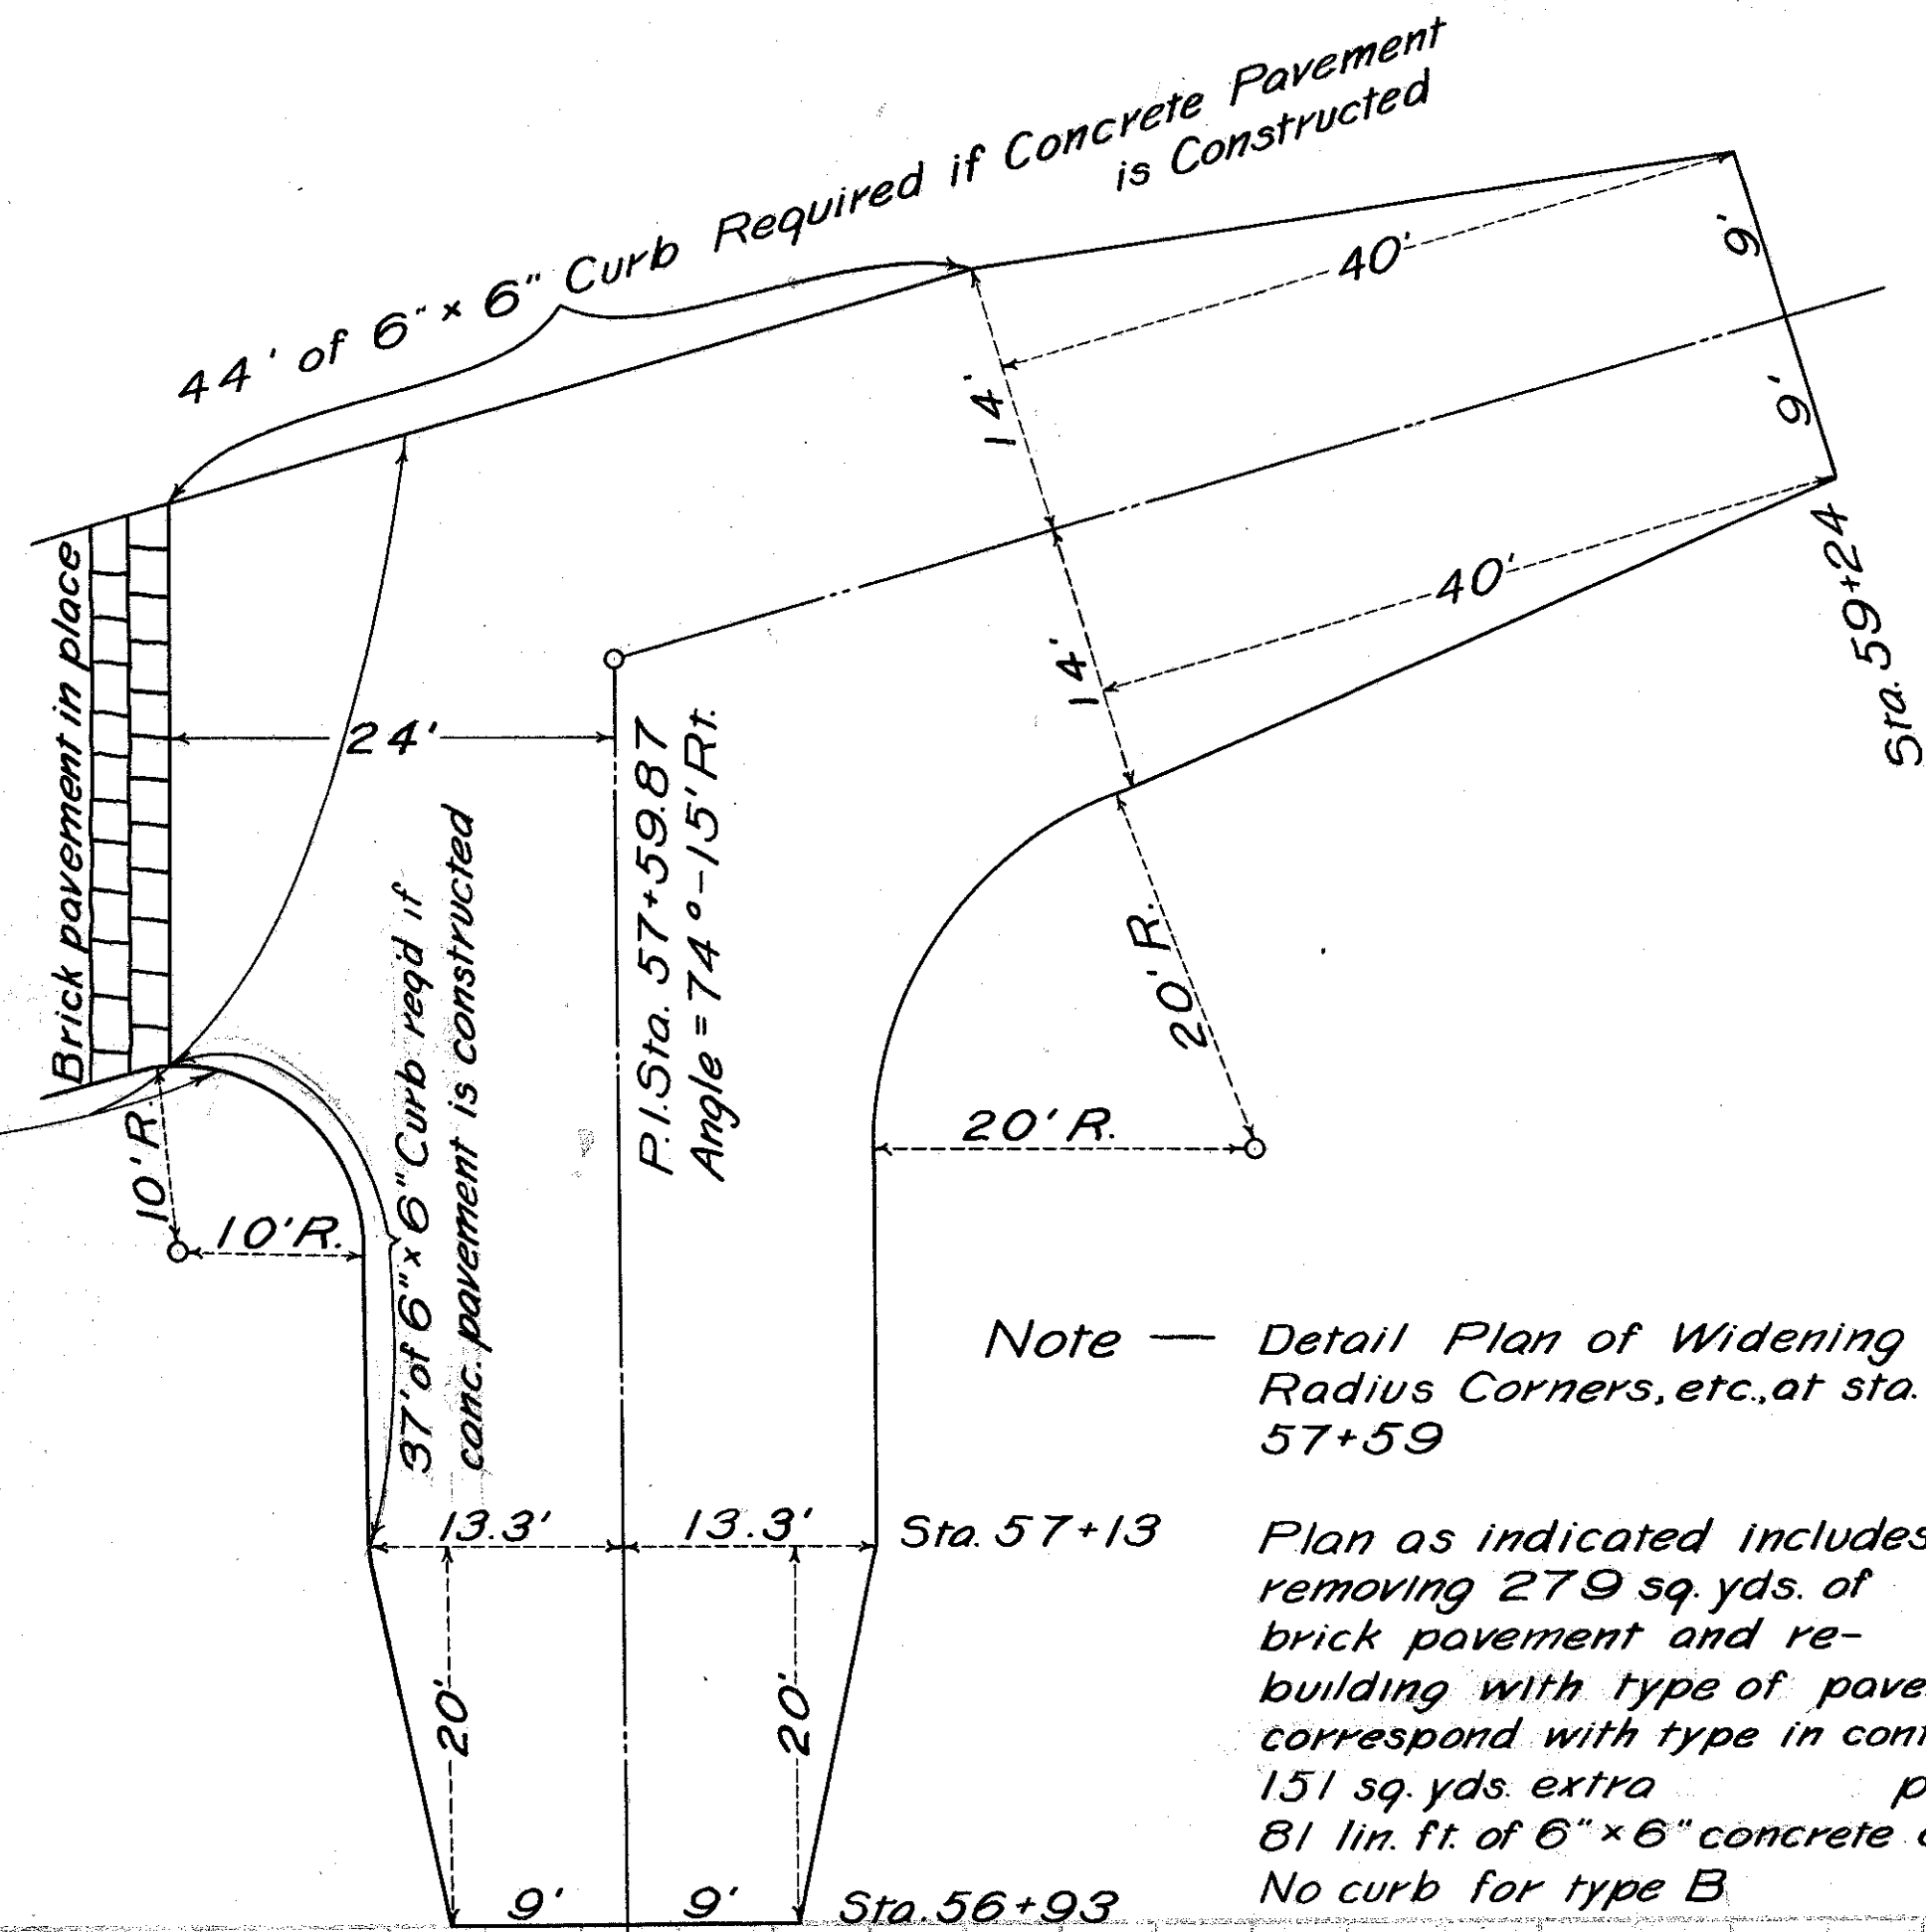 44' of 6" × 6" Curb Required if Concrete Pavement
is Constructed
40'
9'
9'
14'
14'
40'
Sta. 59+24
Brick pavement in place
24'
P.I. Sta. 57+59.87
Angle = 74°-15' Rt.
37' of 6" × 6" Curb req'd if
conc. pavement is constructed
20' R.
20' R.
10' R.
10' R.
Note — Detail Plan of Widening
Radius Corners, etc., at sta.
57+59
13.3'
13.3'
Sta. 57+13
Plan as indicated includes
removing 279 sq. yds. of
brick pavement and re-
building with type of
correspond with type in
151 sq. yds. extra
81 lin. ft. of 6" × 6" concrete
No curb for type B
20'
20'
9'
9'
Sta. 56+93